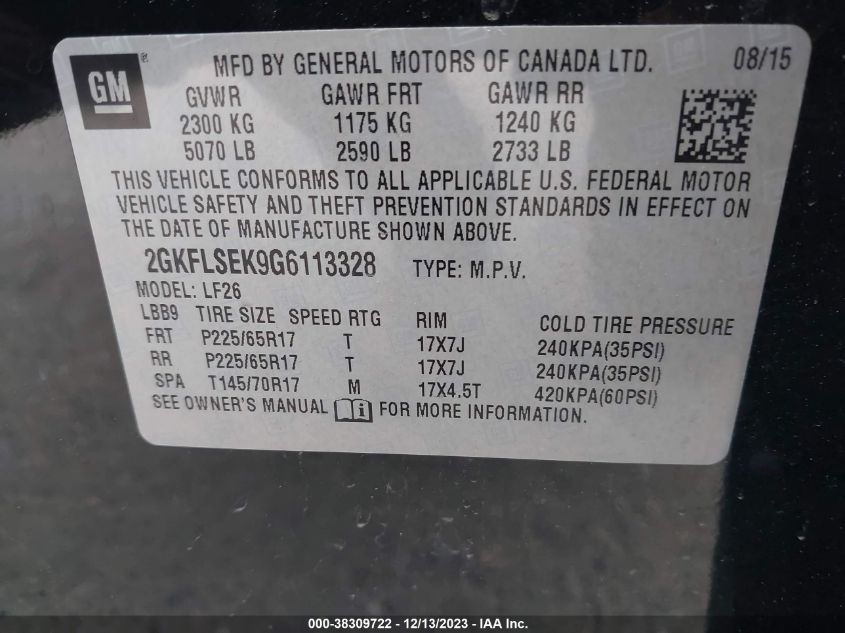 GM ® MFD BY GENERAL MOTORS OF CANADA LTD. 08/15
GVWR GAWR FRT GAWR RR
2300 KG 1175 KG 1240 KG
5070 LB 2590 LB 2733 LB
THIS VEHICLE CONFORMS TO ALL APPLICABLE U.S. FEDERAL MOTOR
VEHICLE SAFETY AND THEFT PREVENTION STANDARDS IN EFFECT ON
THE DATE OF MANUFACTURE SHOWN ABOVE.
2GKFLSEK9G6113328 TYPE: M.P.V.
MODEL: LF26
LBB9 TIRE SIZE SPEED RTG RIM COLD TIRE PRESSURE
FRT P225/65R17 T 17X7J 240KPA(35PSI)
RR P225/65R17 T 17X7J 240KPA(35PSI)
SPA T145/70R17 M 17X4.5T 420KPA(60PSI)
SEE OWNER'S MANUAL FOR MORE INFORMATION.
000-38309722 - 12/13/2023 - IAA Inc.